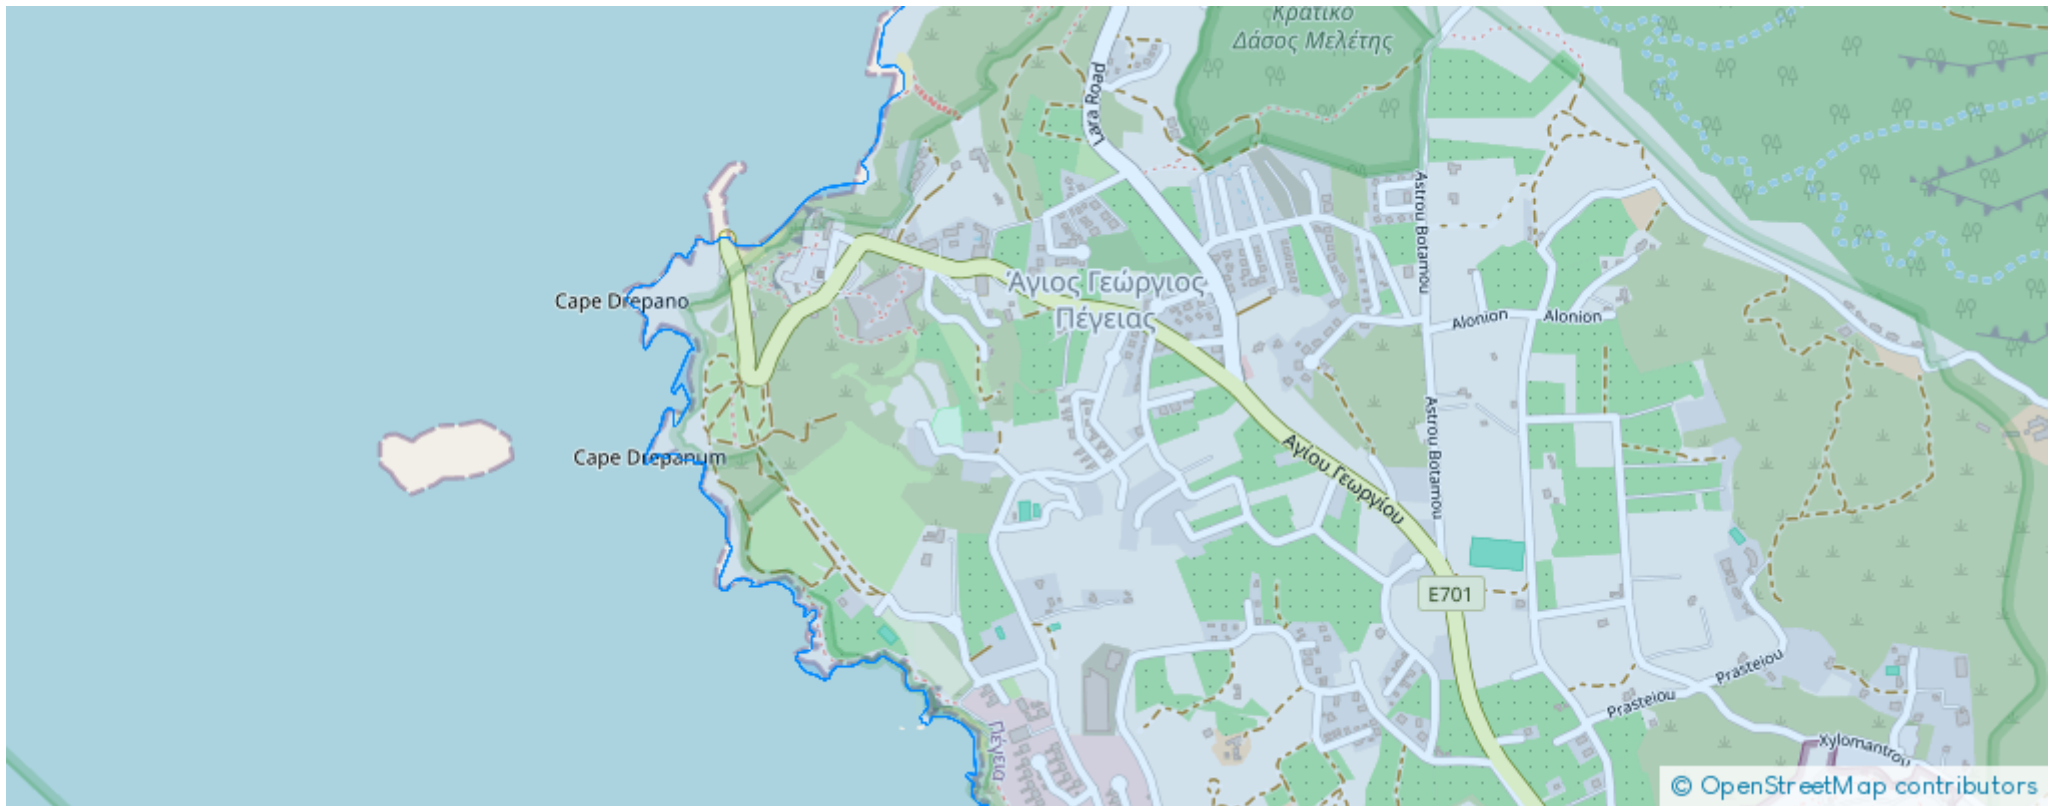 Κρατικό
Δάσος Μελέτης
Lara Road
Astrou Botamou
Cape Drepano
Άγιος Γεώργιος
Πέγειας
Alonion
Alonion
Astrou Botamou
Cape Drepanum
Αγίου Γεωργίου
E701
Prasteiou
Prasteiou
Πέγεια
Xylomantrou
© OpenStreetMap contributors